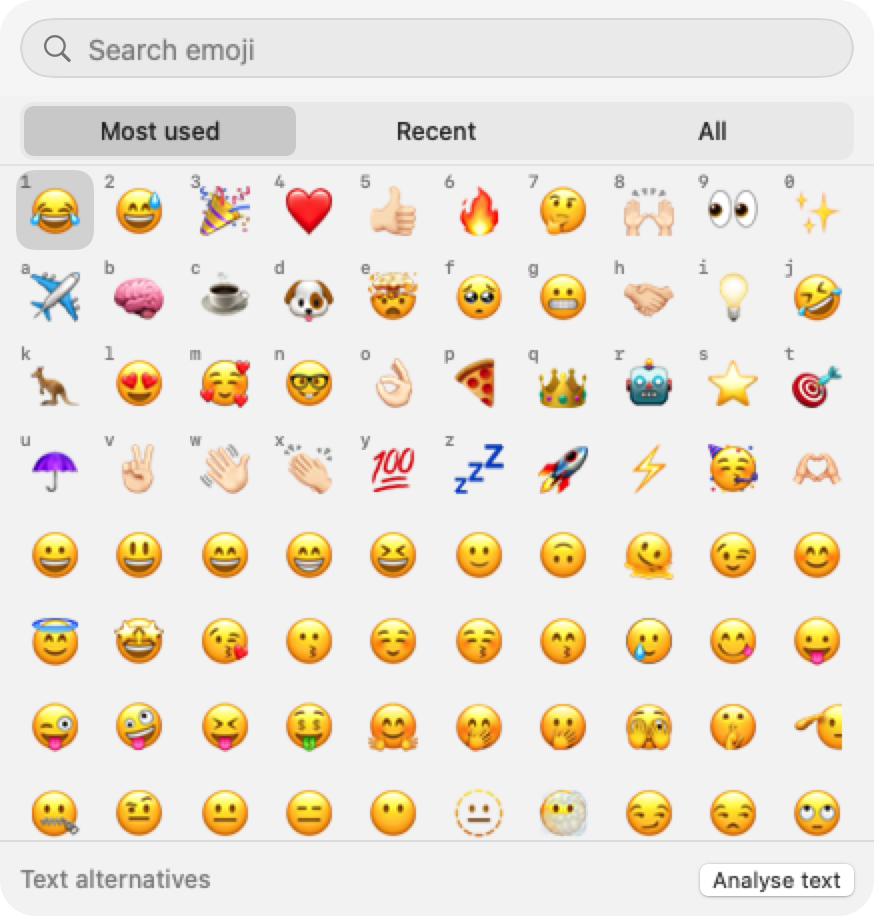 Search emoji
Most used Recent All
1 2 3 4 5 6 7 8 9 0
a b c d e f g h i j
k l m n o p q r s t
u v w x y z
Text alternatives Analyse text